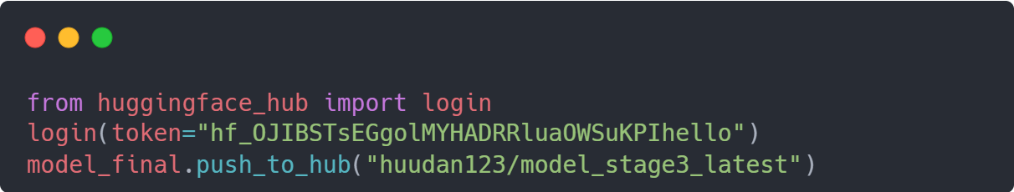 from huggingface_hub import login
login(token="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")
model_final.push_to_hub("huudan123/model_stage3_latest")